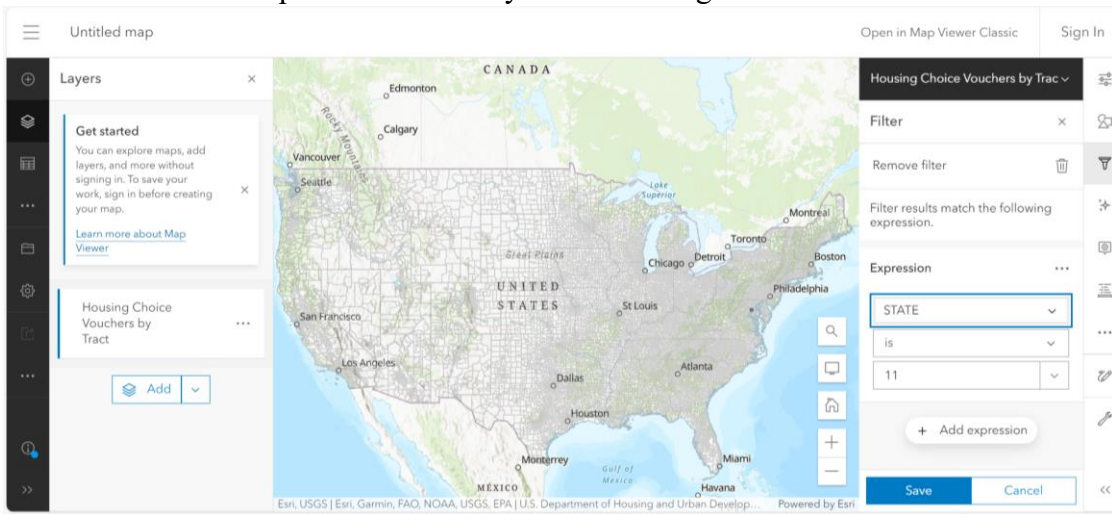 Untitled map
Open in Map Viewer Classic
Sign In
Layers
Get started
You can explore maps, add
layers, and more without
signing in. To save your
work, sign in before creating
your map.
Learn more about Map
Viewer
Housing Choice
Vouchers by
Tract
Add
CANADA
Edmonton
Calgary
Rocky Mountains
Vancouver
Seattle
Lake
Superior
Montreal
Toronto
Great Plains
Chicago
Detroit
Boston
UNITED
STATES
Philadelphia
St Louis
San Francisco
Los Angeles
Atlanta
Dallas
Houston
Monterrey
Miami
Gulf of
Mexico
MÉXICO
Havana
Esri, USGS | Esri, Garmin, FAO, NOAA, USGS, EPA | U.S. Department of Housing and Urban Develop...
Powered by Esri
Housing Choice Vouchers by Trac
Filter
Remove filter
Filter results match the following
expression.
Expression
STATE
is
11
+ Add expression
Save
Cancel